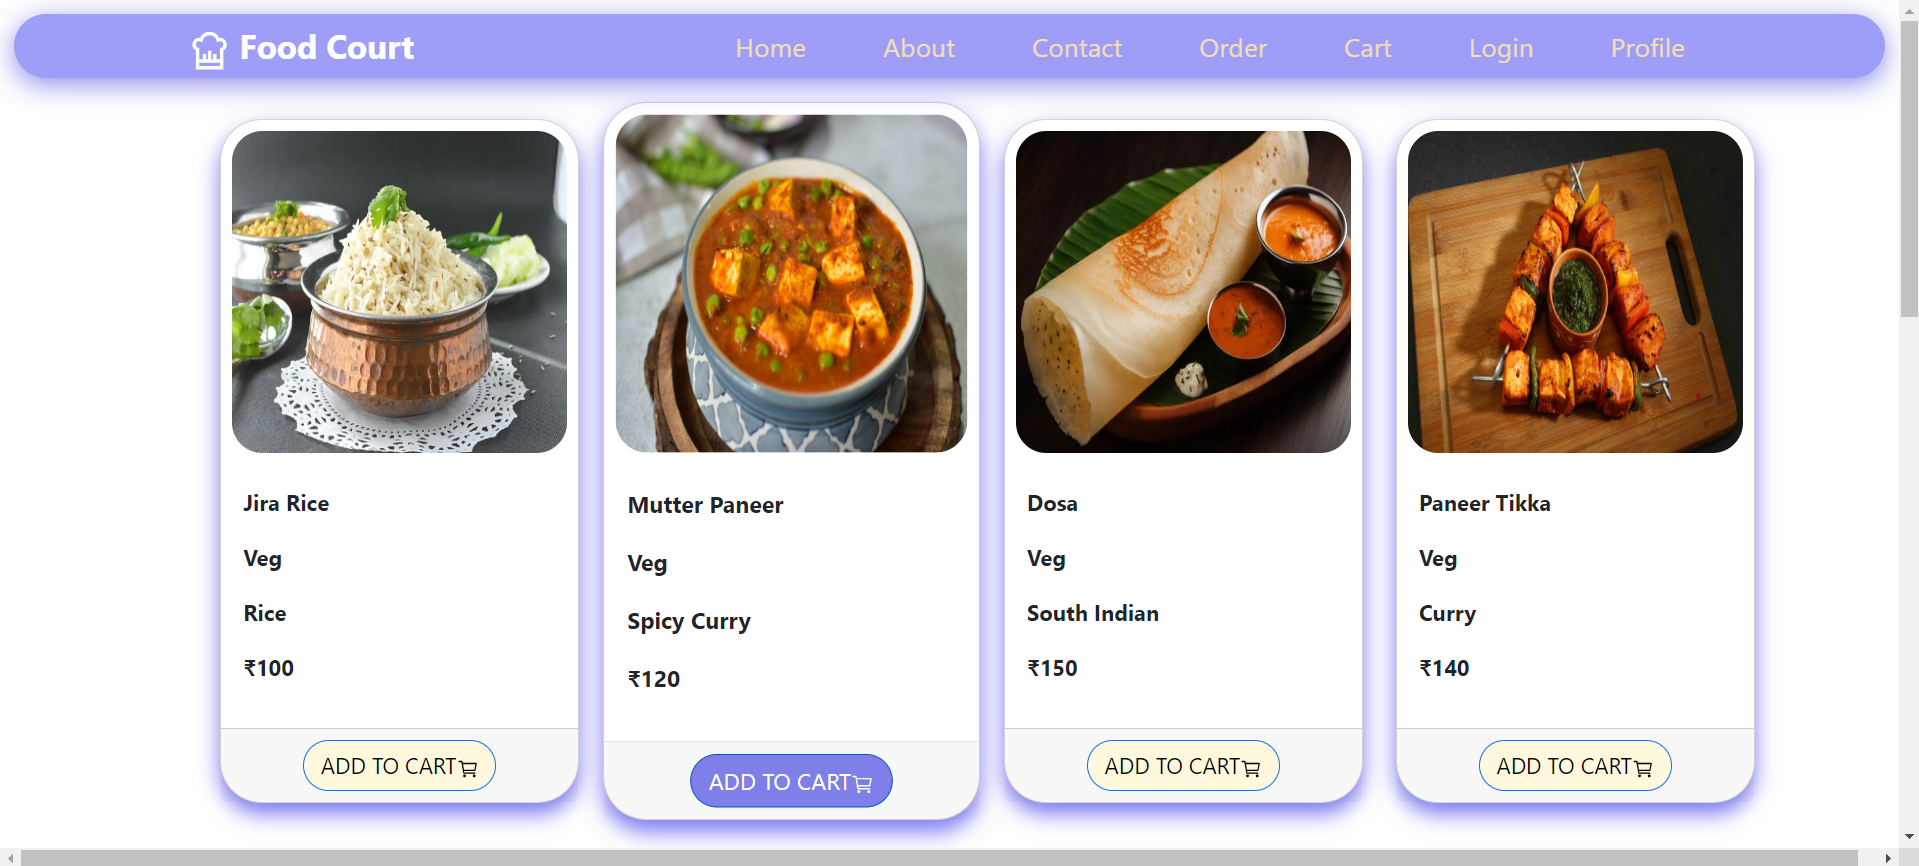 Food Court
Home About Contact Order Cart Login Profile
Jira Rice
Veg
Rice
₹100
ADD TO CART
Mutter Paneer
Veg
Spicy Curry
₹120
ADD TO CART
Dosa
Veg
South Indian
₹150
ADD TO CART
Paneer Tikka
Veg
Curry
₹140
ADD TO CART